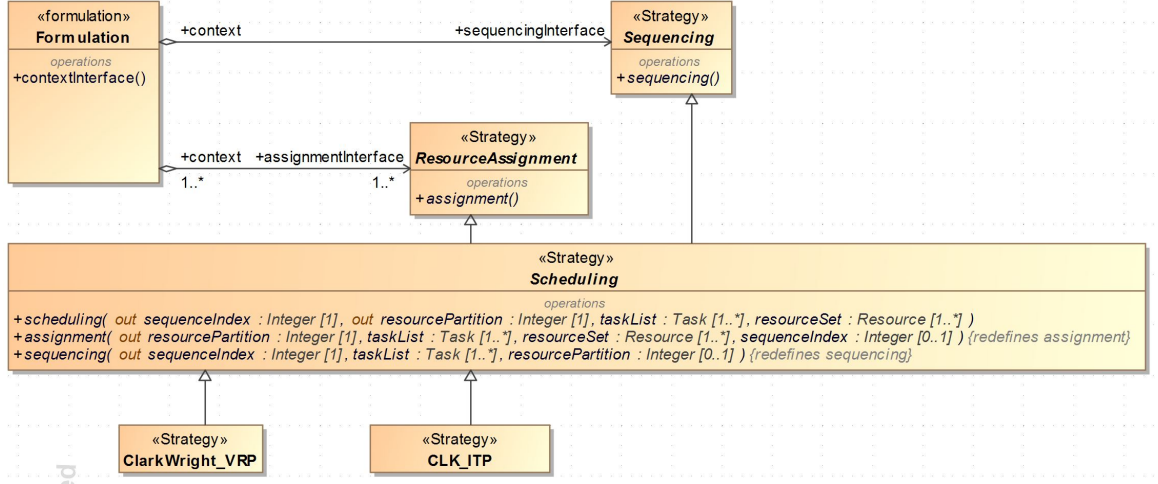 «formulation»
Formulation
operations
+contextInterface()
+context
+sequencingInterface
«Strategy»
Sequencing
operations
+sequencing()
+context
+assignmentInterface
1..*
1..*
«Strategy»
ResourceAssignment
operations
+assignment()
«Strategy»
Scheduling
operations
+scheduling( out sequenceIndex : Integer [1], out resourcePartition : Integer [1], taskList : Task [1..*], resourceSet : Resource [1..*] )
+assignment( out resourcePartition : Integer [1], taskList : Task [1..*], resourceSet : Resource [1..*], sequenceIndex : Integer [0..1] ){redefines assignment}
+sequencing( out sequenceIndex : Integer [1], taskList : Task [1..*], resourcePartition : Integer [0..1] ){redefines sequencing}
«Strategy»
ClarkWright_VRP
«Strategy»
CLK_ITP